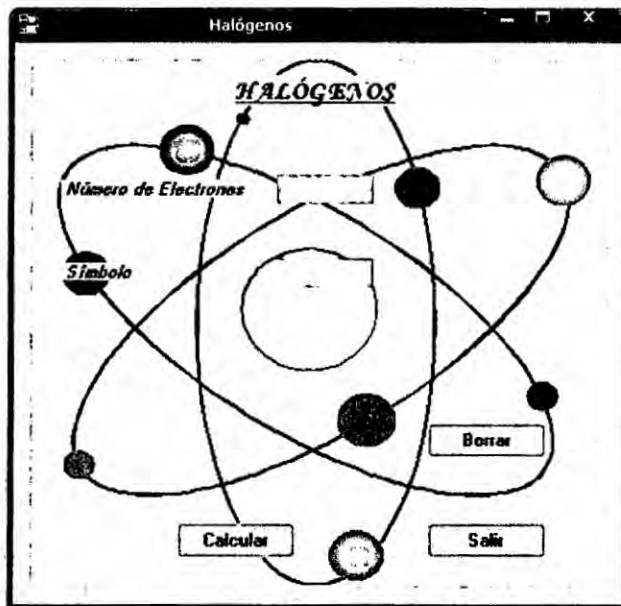 Halógenos
HALÓGENOS
Número de Electrones
Símbolo
Borrar
Calcular
Salir